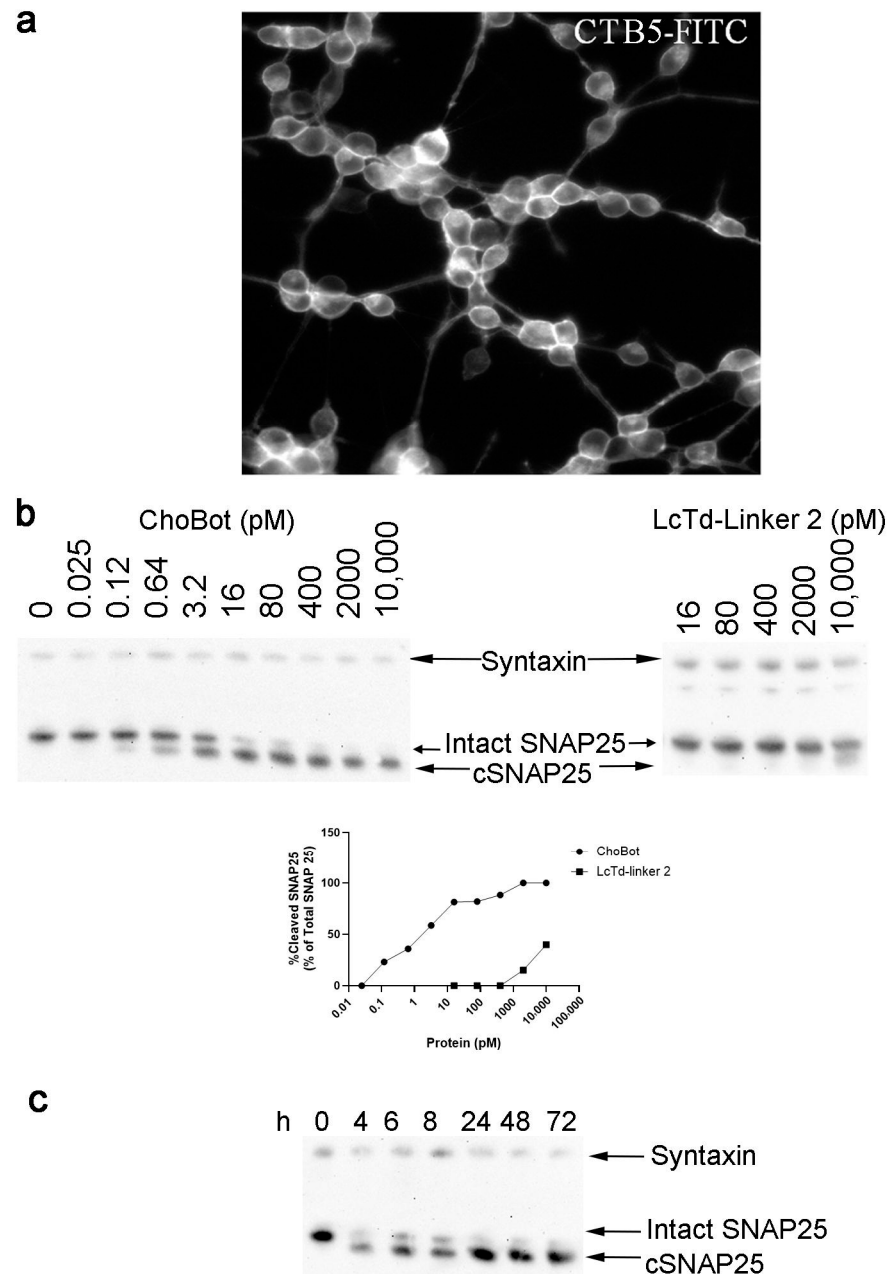 a
CTB5-FITC
b
ChoBot (pM)
LcTd-Linker 2 (pM)
0 0.025 0.12 0.64 3.2 16 80 400 2000 10,000
16 80 400 2000 10,000
Syntaxin
Intact SNAP25
cSNAP25
%Cleaved SNAP25
(% of Total SNAP 25)
150
100
50
0
0.01 0.1 1 10 100 1000 10.000 100.000
Protein (pM)
ChoBot
LcTd-linker 2
c
h 0 4 6 8 24 48 72
Syntaxin
Intact SNAP25
cSNAP25